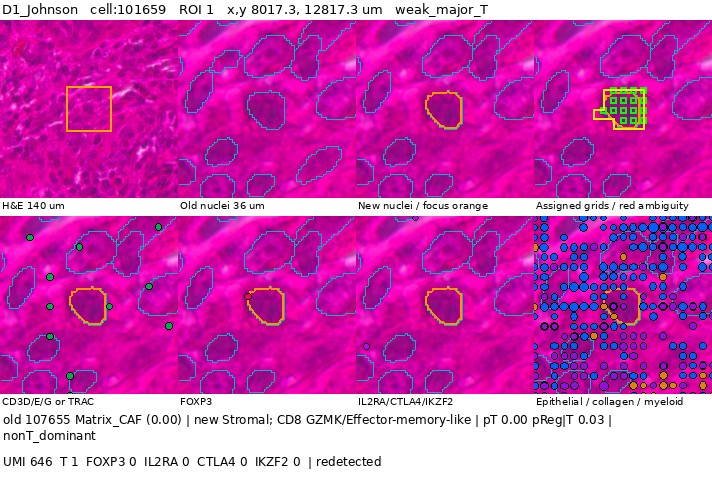 D1_Johnson cell:101659 ROI 1 x,y 8017.3, 12817.3 um weak_major_T
H&E 140 um
Old nuclei 36 um
New nuclei / focus orange
Assigned grids / red ambiguity
CD3D/E/G or TRAC
FOXP3
IL2RA/CTLA4/IKZF2
Epithelial / collagen / myeloid
old 107655 Matrix_CAF (0.00) | new Stromal; CD8 GZMK/Effector-memory-like | pT 0.00 pReg|T 0.03 |
nonT_dominant
UMI 646 T 1 FOXP3 0 IL2RA 0 CTLA4 0 IKZF2 0 | redetected